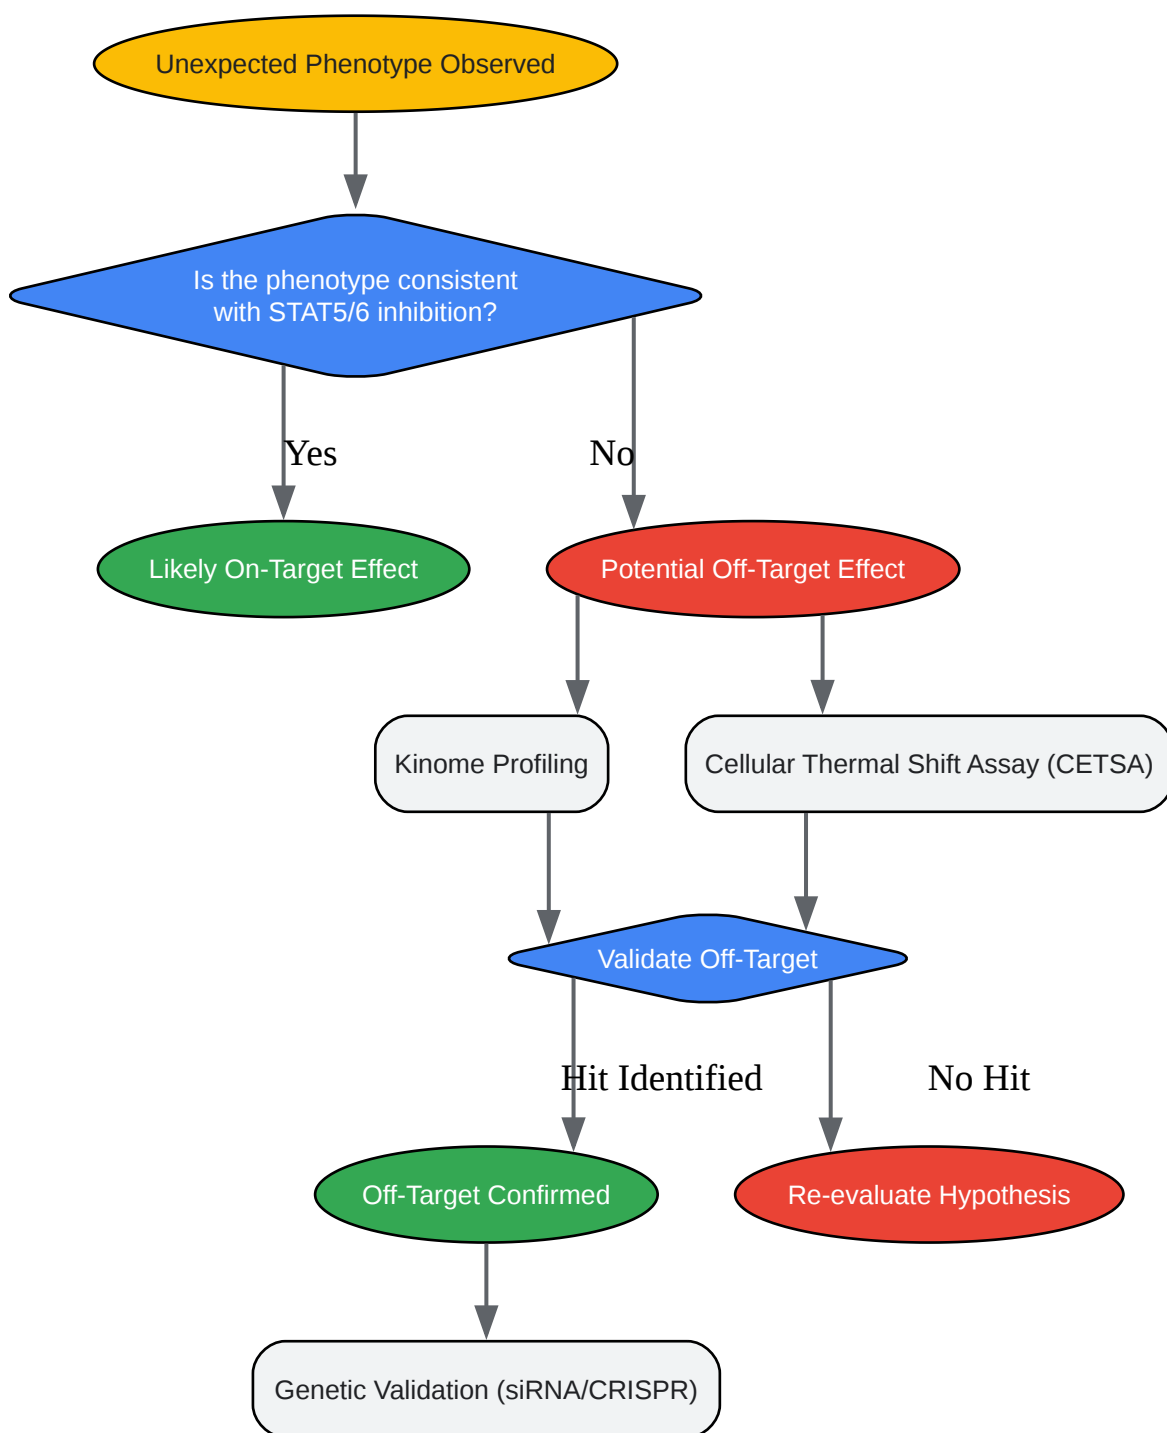 Unexpected Phenotype Observed
Is the phenotype consistent
with STAT5/6 inhibition?
Yes
No
Likely On-Target Effect
Potential Off-Target Effect
Kinome Profiling
Cellular Thermal Shift Assay (CETSA)
Validate Off-Target
Hit Identified
No Hit
Off-Target Confirmed
Re-evaluate Hypothesis
Genetic Validation (siRNA/CRISPR)